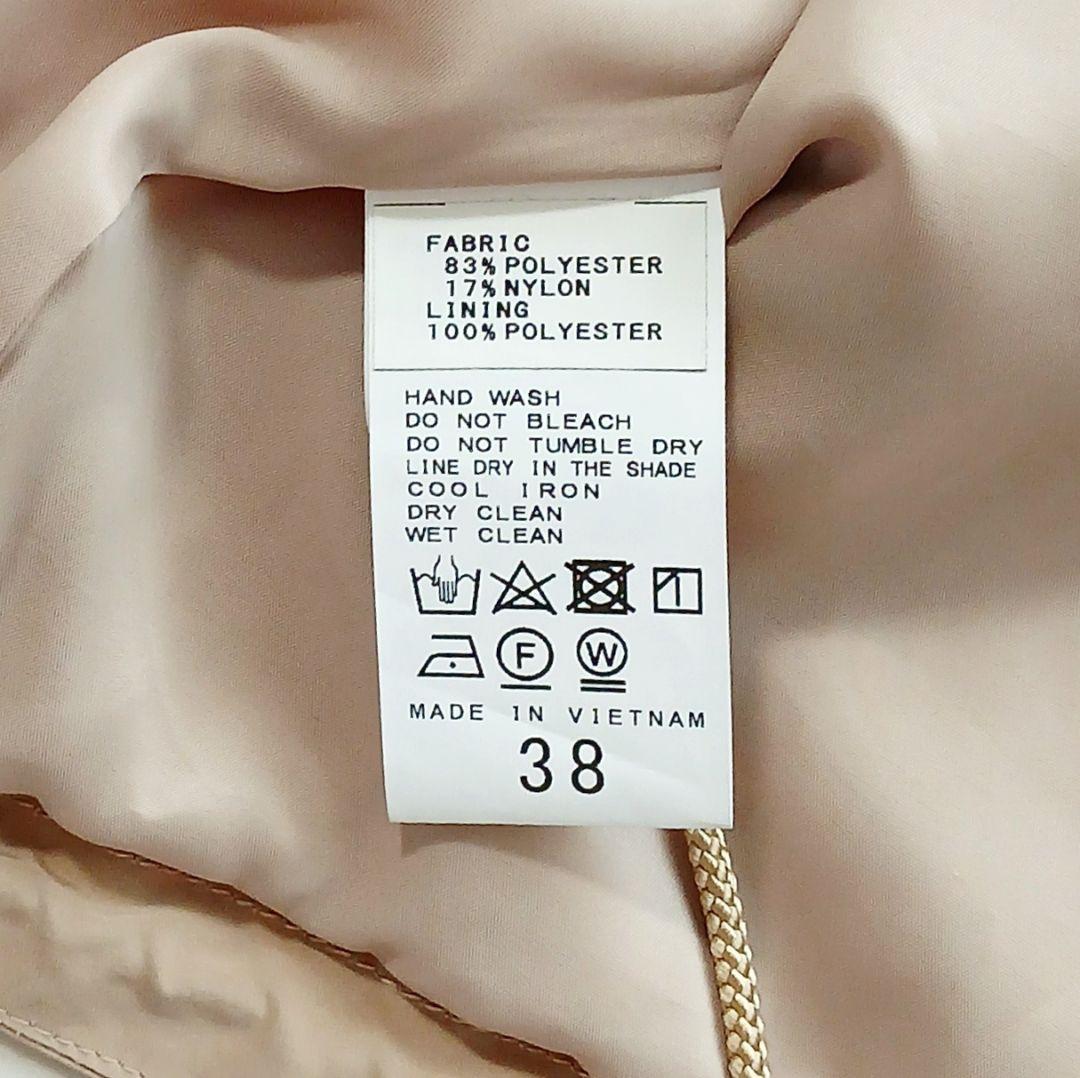 FABRIC
83% POLYESTER
17% NYLON
LINING
100% POLYESTER
HAND WASH
DO NOT BLEACH
DO NOT TUMBLE DRY
LINE DRY IN THE SHADE
COOL IRON
DRY CLEAN
WET CLEAN
F W
MADE IN VIETNAM
38